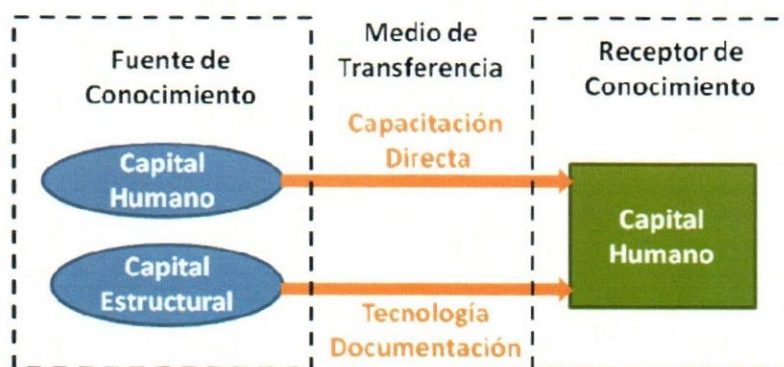 Fuente de
Conocimiento
Medio de
Transferencia
Receptor de
Conocimiento
Capital
Humano
Capacitación
Directa
Capital
Humano
Capital
Estructural
Tecnología
Documentación